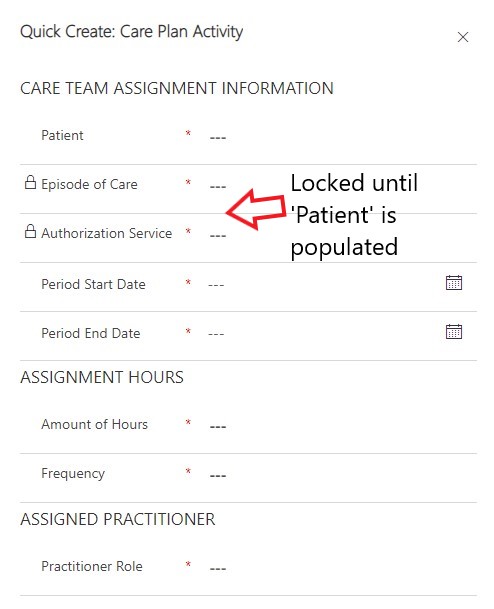 Quick Create: Care Plan Activity
CARE TEAM ASSIGNMENT INFORMATION
Patient * ---
Episode of Care * ---
Locked until
'Patient' is
populated
Authorization Service * ---
Period Start Date * ---
Period End Date * ---
ASSIGNMENT HOURS
Amount of Hours * ---
Frequency * ---
ASSIGNED PRACTITIONER
Practitioner Role * ---